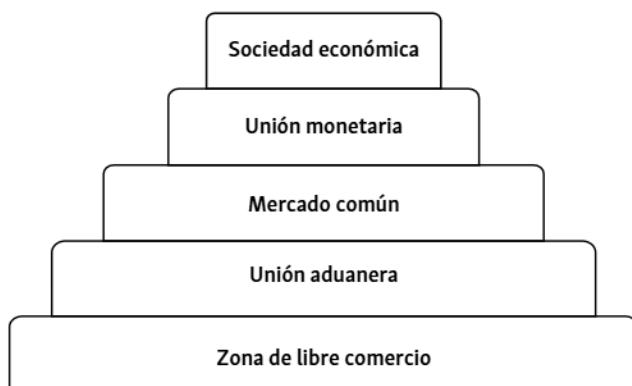 Sociedad económica
Unión monetaria
Mercado común
Unión aduanera
Zona de libre comercio